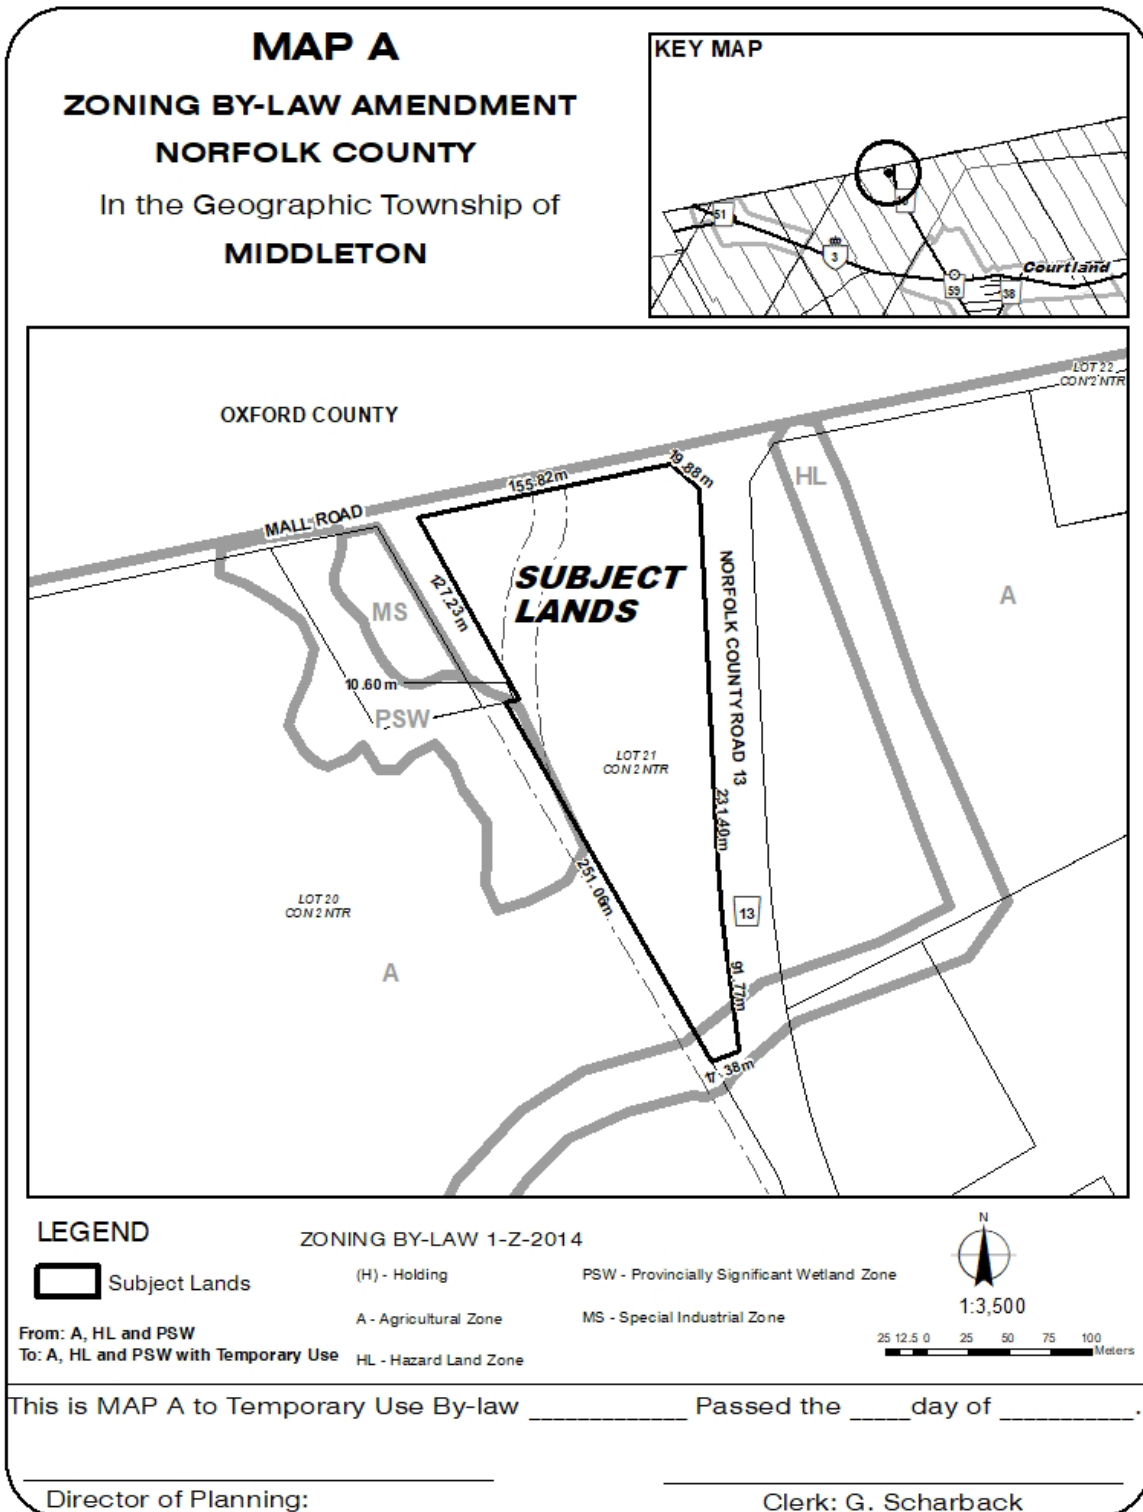 MAP A
ZONING BY-LAW AMENDMENT
NORFOLK COUNTY
In the Geographic Township of
MIDDLETON
KEY MAP
51
3
13
59
38
Courtland
OXFORD COUNTY
LOT 22
CON 2 NTR
19.88m
155.82m
HL
MALL ROAD
SUBJECT
LANDS
127.23m
MS
A
NORFOLK COUNTY ROAD 13
10.60m
PSW
LOT 21
CON 2 NTR
231.40m
251.06m
LOT 20
CON 2 NTR
13
A
91.77m
17.38m
LEGEND
Subject Lands
From: A, HL and PSW
To: A, HL and PSW with Temporary Use
ZONING BY-LAW 1-Z-2014
(H) - Holding
A - Agricultural Zone
HL - Hazard Land Zone
PSW - Provincially Significant Wetland Zone
MS - Special Industrial Zone
N
1:3,500
25 12.5 0 25 50 75 100
Meters
This is MAP A to Temporary Use By-law _____________ Passed the _____day of ___________.
Director of Planning:
Clerk: G. Scharback